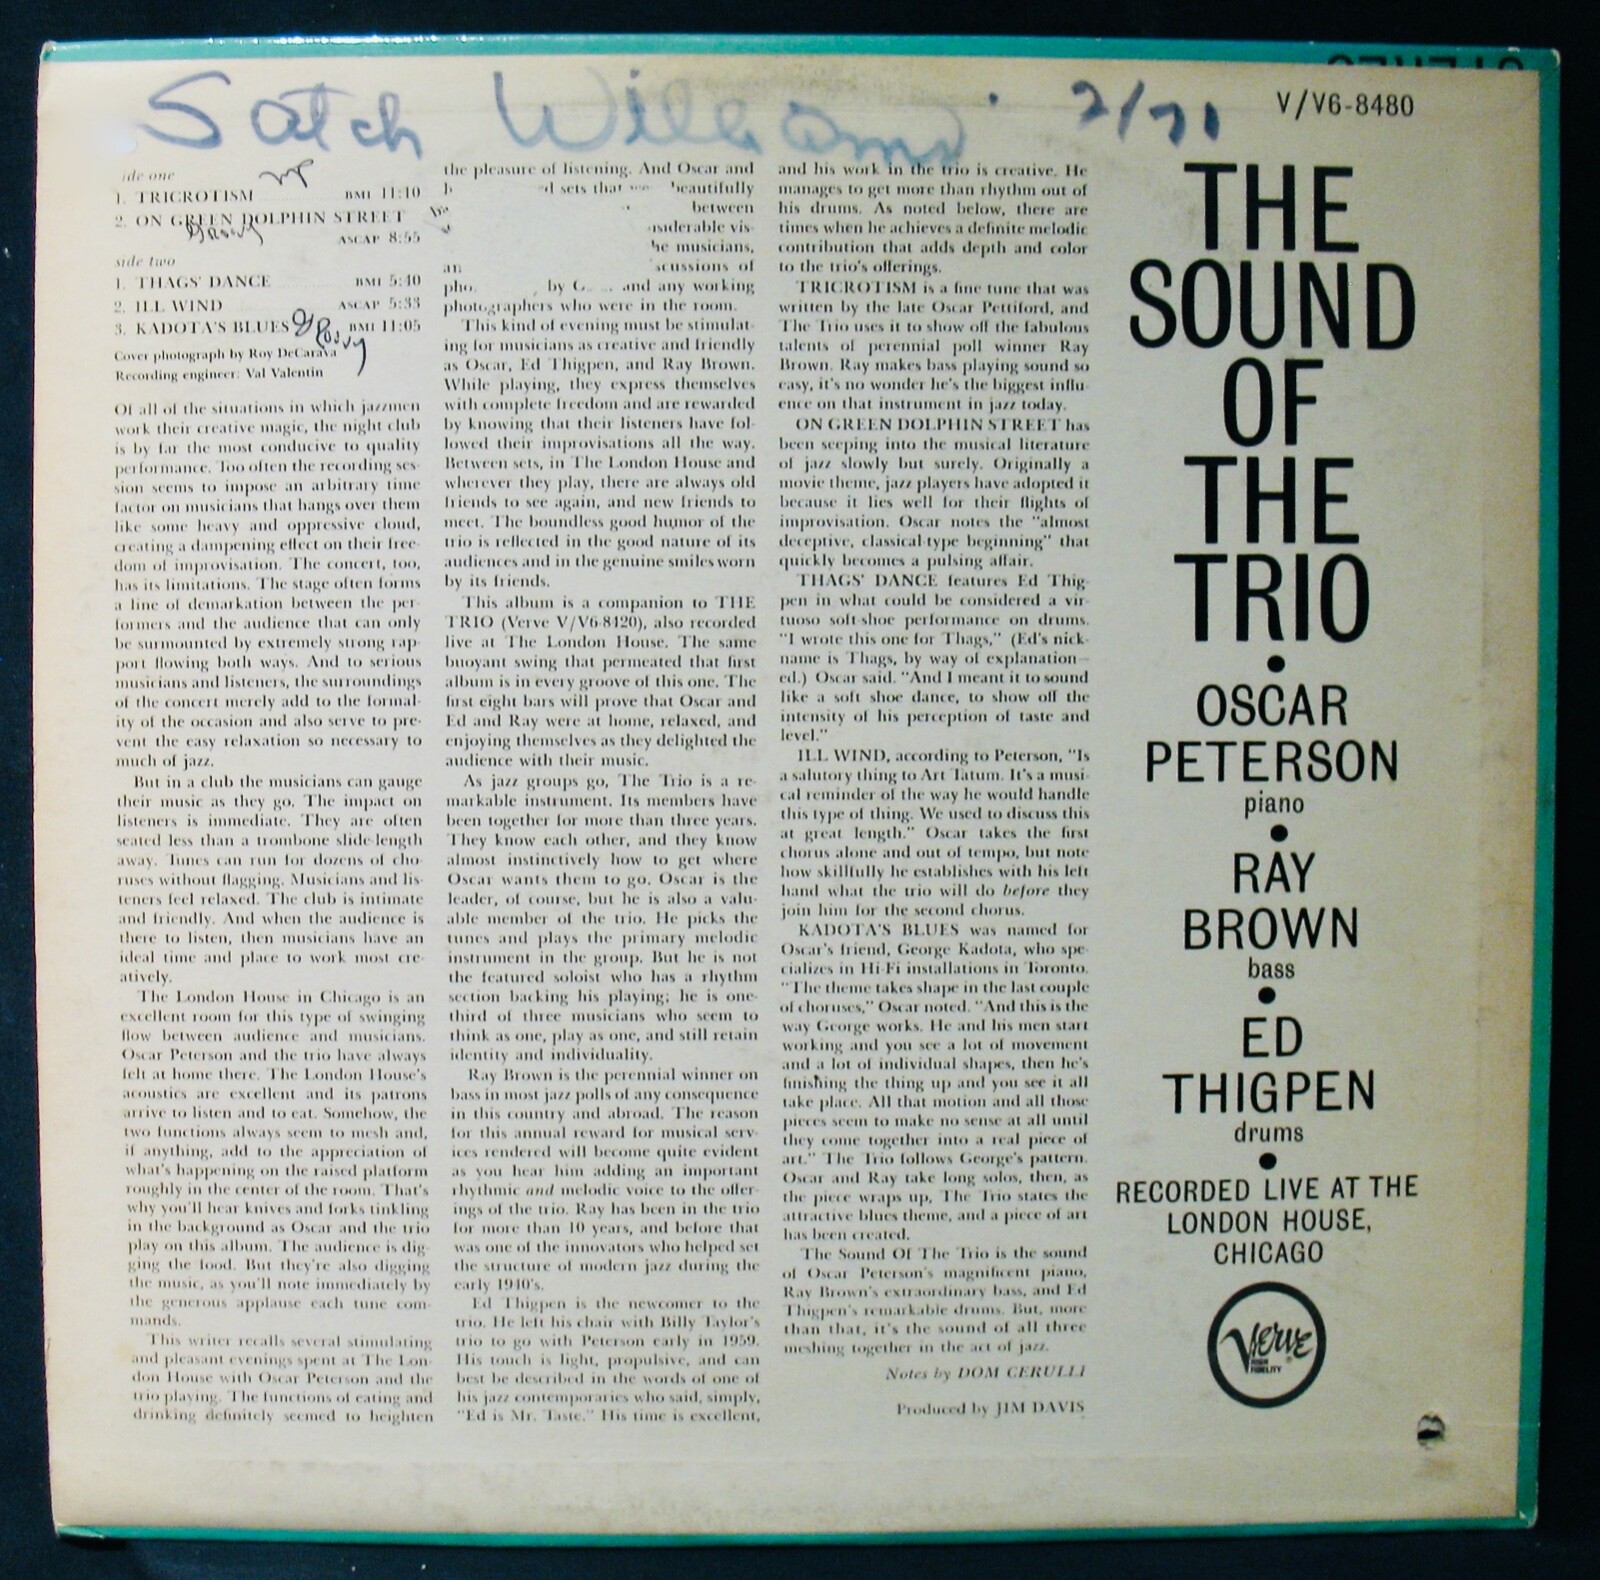 Satch Williams 2/71
V/V6-8480
ide one
1. TRICROTISM BMI 11:10
2. ON GREEN DOLPHIN STREET
ASCAP 8:55
side two
1. THAGS' DANCE BMI 5:40
2. ILL WIND ASCAP 5:33
3. KADOTA'S BLUES BMI 11:05
Groovy
Cover photograph by Roy DeCarava
Recording engineer: Val Valentin
Of all of the situations in which jazzmen
work their creative magic, the night club
is by far the most conducive to quality
performance. Too often the recording ses-
sion seems to impose an arbitrary time
factor on musicians that hangs over them
like some heavy and oppressive cloud,
creating a dampening effect on their free-
dom of improvisation. The concert, too,
has its limitations. The stage often forms
a line of demarkation between the per-
formers and the audience that can only
be surmounted by extremely strong rap-
port flowing both ways. And to serious
musicians and listeners, the surroundings
of the concert merely add to the formal-
ity of the occasion and also serve to pre-
vent the easy relaxation so necessary to
much of jazz.
But in a club the musicians can gauge
their music as they go. The impact on
listeners is immediate. They are often
seated less than a trombone slide-length
away. Tunes can run for dozens of cho-
ruses without flagging. Musicians and lis-
teners feel relaxed. The club is intimate
and friendly. And when the audience is
there to listen, then musicians have an
ideal time and place to work most cre-
atively.
The London House in Chicago is an
excellent room for this type of swinging
flow between audience and musicians.
Oscar Peterson and the trio have always
felt at home there. The London House's
acoustics are excellent and its patrons
arrive to listen and to eat. Somehow, the
two functions always seem to mesh and,
if anything, add to the appreciation of
what's happening on the raised platform
roughly in the center of the room. That's
why you'll hear knives and forks tinkling
in the background as Oscar and the trio
play on this album. The audience is dig-
ging the food. But they're also digging
the music, as you'll note immediately by
the generous applause each tune com-
mands.
This writer recalls several stimulating
and pleasant evenings spent at The Lon-
don House with Oscar Peterson and the
trio playing. The functions of eating and
drinking definitely seemed to heighten
the pleasure of listening. And Oscar and
sets that beautifully
between
vis-
musicians,
of
by and any working
photographers who were in the room.
This kind of evening must be stimulat-
ing for musicians as creative and friendly
as Oscar, Ed Thigpen, and Ray Brown.
While playing, they express themselves
with complete freedom and are rewarded
by knowing that their listeners have fol-
lowed their improvisations all the way.
Between sets, in The London House and
wherever they play, there are always old
friends to see again, and new friends to
meet. The boundless good humor of the
trio is reflected in the good nature of its
audiences and in the genuine smiles worn
by its friends.
This album is a companion to THE
TRIO (Verve V/V6-8420), also recorded
live at The London House. The same
buoyant swing that permeated that first
album is in every groove of this one. The
first eight bars will prove that Oscar and
Ed and Ray were at home, relaxed, and
enjoying themselves as they delighted the
audience with their music.
As jazz groups go, The Trio is a re-
markable instrument. Its members have
been together for more than three years.
They know each other, and they know
almost instinctively how to get where
Oscar wants them to go. Oscar is the
leader, of course, but he is also a valu-
able member of the trio. He picks the
tunes and plays the primary melodic
instrument in the group. But he is not
the featured soloist who has a rhythm
section backing his playing; he is one-
third of three musicians who seem to
think as one, play as one, and still retain
identity and individuality.
Ray Brown is the perennial winner on
bass in most jazz polls of any consequence
in this country and abroad. The reason
for this annual reward for musical serv-
ices rendered will become quite evident
as you hear him adding an important
rhythmic and melodic voice to the offer-
ings of the trio. Ray has been in the trio
for more than 10 years, and before that
was one of the innovators who helped set
the structure of modern jazz during the
early 1940's.
Ed Thigpen is the newcomer to the
trio. He left his chair with Billy Taylor's
trio to go with Peterson early in 1959.
His touch is light, propulsive, and can
best be described in the words of one of
his jazz contemporaries who said, simply,
"Ed is Mr. Taste." His time is excellent,
and his work in the trio is creative. He
manages to get more than rhythm out of
his drums. As noted below, there are
times when he achieves a definite melodic
contribution that adds depth and color
to the trio's offerings.
TRICROTISM is a fine tune that was
written by the late Oscar Pettiford, and
The Trio uses it to show off the fabulous
talents of perennial poll winner Ray
Brown. Ray makes bass playing sound so
easy, it's no wonder he's the biggest influ-
ence on that instrument in jazz today.
ON GREEN DOLPHIN STREET has
been seeping into the musical literature
of jazz slowly but surely. Originally a
movie theme, jazz players have adopted it
because it lies well for their flights of
improvisation. Oscar notes the "almost
deceptive, classical-type beginning" that
quickly becomes a pulsing affair.
THAGS' DANCE features Ed Thig-
pen in what could be considered a vir-
tuoso soft-shoe performance on drums.
"I wrote this one for Thags," (Ed's nick-
name is Thags, by way of explanation—
ed.) Oscar said. "And I meant it to sound
like a soft shoe dance, to show off the
intensity of his perception of taste and
level."
ILL WIND, according to Peterson, "Is
a salutory thing to Art Tatum. It's a musi-
cal reminder of the way he would handle
this type of thing. We used to discuss this
at great length." Oscar takes the first
chorus alone and out of tempo, but note
how skillfully he establishes with his left
hand what the trio will do before they
join him for the second chorus.
KADOTA'S BLUES was named for
Oscar's friend, George Kadota, who spe-
cializes in Hi-Fi installations in Toronto.
"The theme takes shape in the last couple
of choruses," Oscar noted. "And this is the
way George works. He and his men start
working and you see a lot of movement
and a lot of individual shapes, then he's
finishing the thing up and you see it all
take place. All that motion and all those
pieces seem to make no sense at all until
they come together into a real piece of
art." The Trio follows George's pattern.
Oscar and Ray take long solos, then, as
the piece wraps up, The Trio states the
attractive blues theme, and a piece of art
has been created.
The Sound Of The Trio is the sound
of Oscar Peterson's magnificent piano,
Ray Brown's extraordinary bass, and Ed
Thigpen's remarkable drums. But, more
than that, it's the sound of all three
meshing together in the act of jazz.
Notes by DOM CERULLI
Produced by JIM DAVIS
THE
SOUND
OF
THE
TRIO
OSCAR
PETERSON
piano
RAY
BROWN
bass
ED
THIGPEN
drums
RECORDED LIVE AT THE
LONDON HOUSE,
CHICAGO
Verve
HIGH
FIDELITY